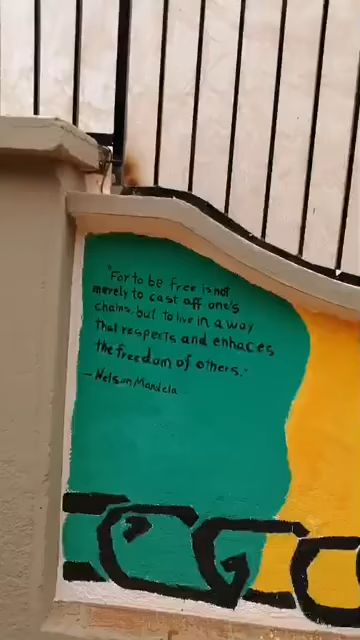 "For to be free is not
merely to cast off one's
chains, but to live in a way
that respects and enhaces
the freedom of others."
— Nelson Mandela